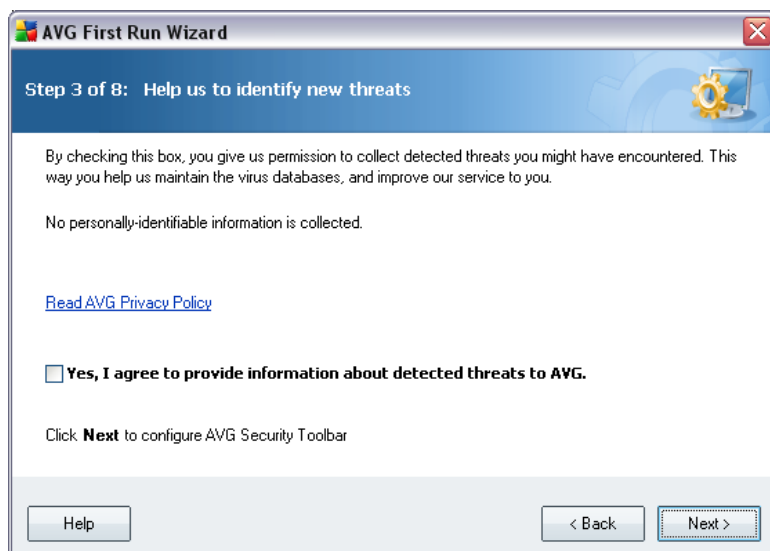 AVG First Run Wizard
Step 3 of 8: Help us to identify new threats
By checking this box, you give us permission to collect detected threats you might have encountered. This
way you help us maintain the virus databases, and improve our service to you.
No personally-identifiable information is collected.
Read AVG Privacy Policy
Yes, I agree to provide information about detected threats to AVG.
Click Next to configure AVG Security Toolbar
Help
< Back
Next >